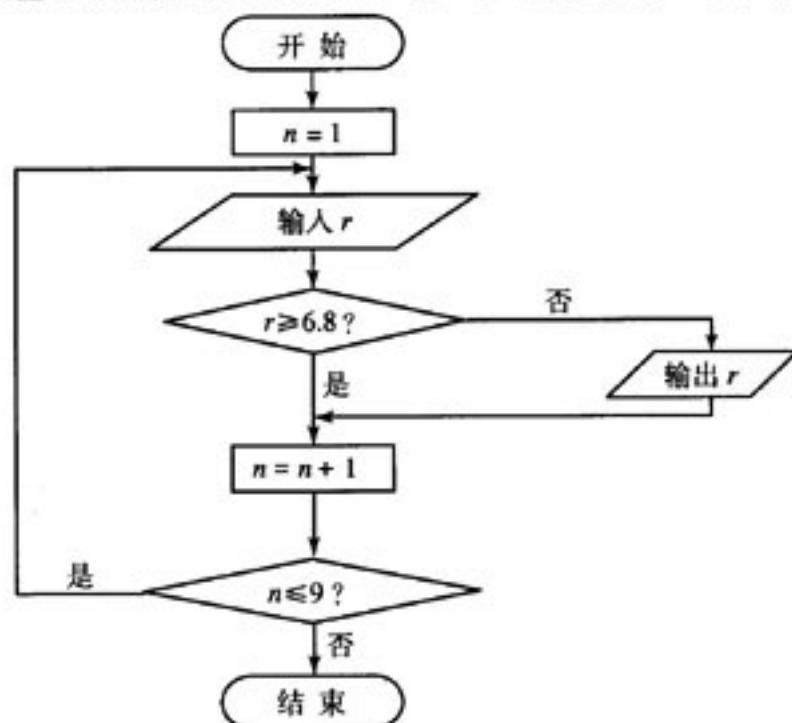 开 始
n = 1
输入 r
r≥6.8?
否
输出 r
是
n = n + 1
是
n≤9?
否
结 束